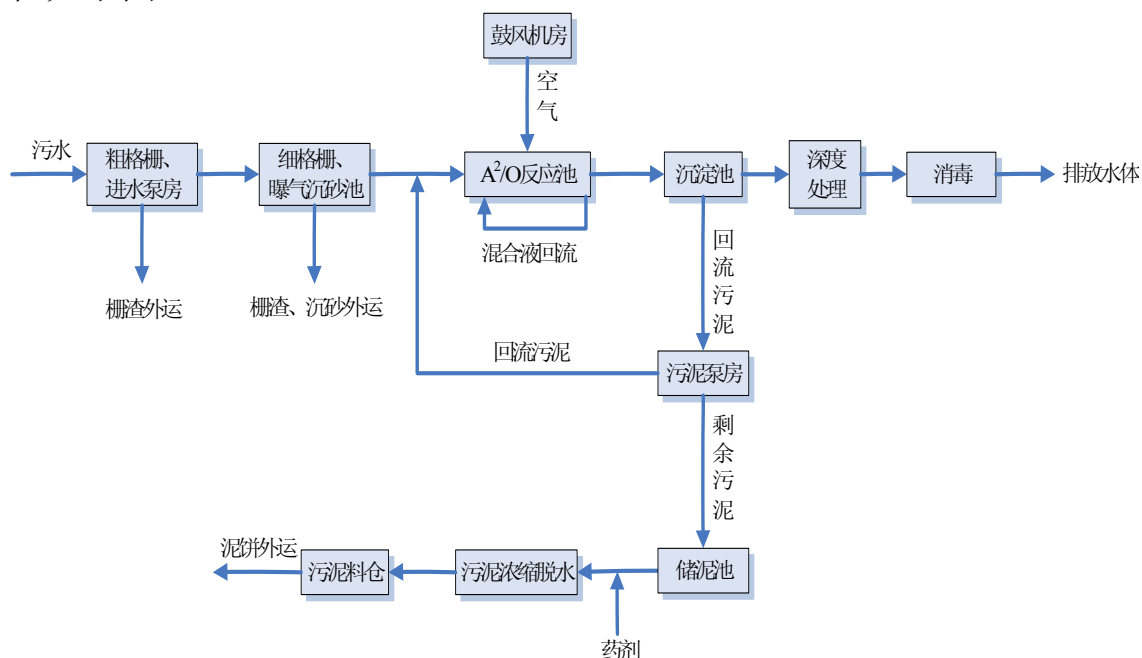 鼓风机房
空
气
污水
粗格栅、
进水泵房
细格栅、
曝气沉砂池
A²/O反应池
沉淀池
深度
处理
消毒
排放水体
混合液回流
栅渣外运
栅渣、沉砂外运
回
流
污
泥
回流污泥
污泥泵房
剩
余
污
泥
泥饼外运
污泥料仓
污泥浓缩脱水
储泥池
药剂